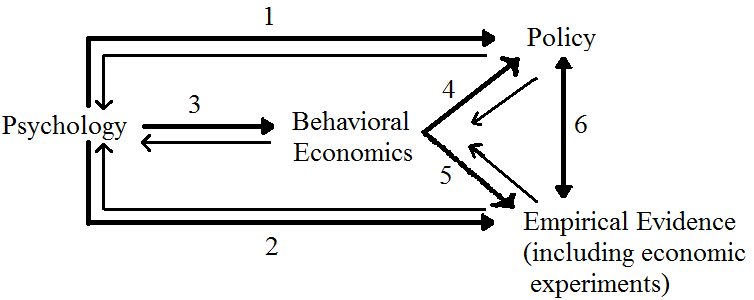 1
Policy
3
4
Psychology
Behavioral
Economics
6
5
2
Empirical Evidence
(including economic
experiments)